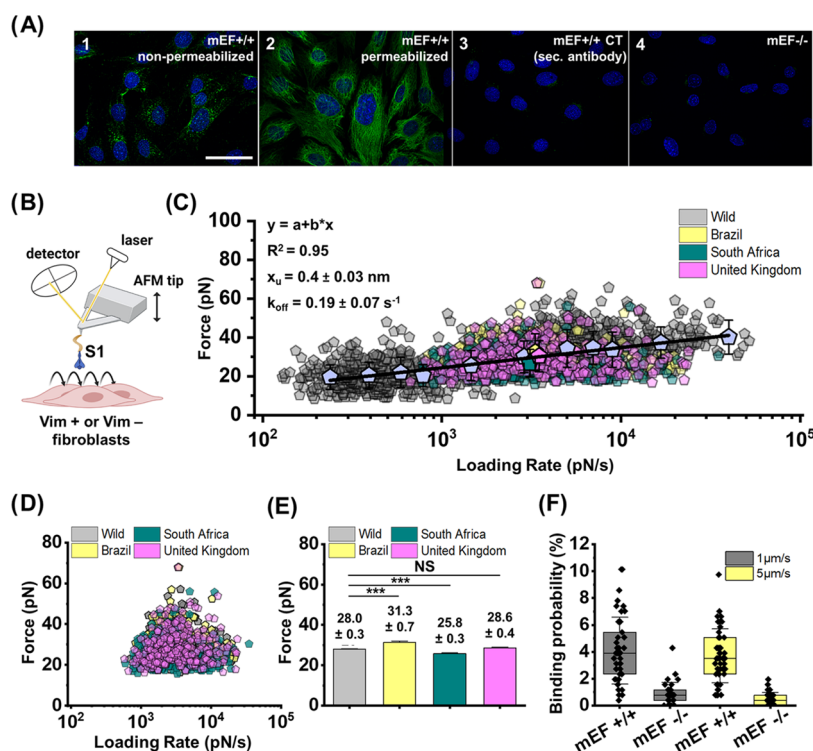 (A)
1
mEF+/+
non-permeabilized
2
mEF+/+
permeabilized
3
mEF+/+ CT
(sec. antibody)
4
mEF-/-
(B)
laser
detector
AFM tip
S1
Vim + or Vim –
fibroblasts
(C)
y = a+b*x
R² = 0.95
xᵤ = 0.4 ± 0.03 nm
k_off = 0.19 ± 0.07 s⁻¹
Wild
Brazil
South Africa
United Kingdom
Force (pN)
100
80
60
40
20
0
10² 10³ 10⁴ 10⁵
Loading Rate (pN/s)
(D)
Wild South Africa
Brazil United Kingdom
Force (pN)
80
60
40
20
0
10² 10³ 10⁴ 10⁵
Loading Rate (pN/s)
(E)
Wild South Africa
Brazil United Kingdom
Force (pN)
80
60
40
20
0
NS
***
***
28.0 31.3 25.8 28.6
± 0.3 ± 0.7 ± 0.3 ± 0.4
(F)
1µm/s
5µm/s
Binding probability (%)
12
10
8
6
4
2
0
mEF +/+ mEF -/- mEF +/+ mEF -/-